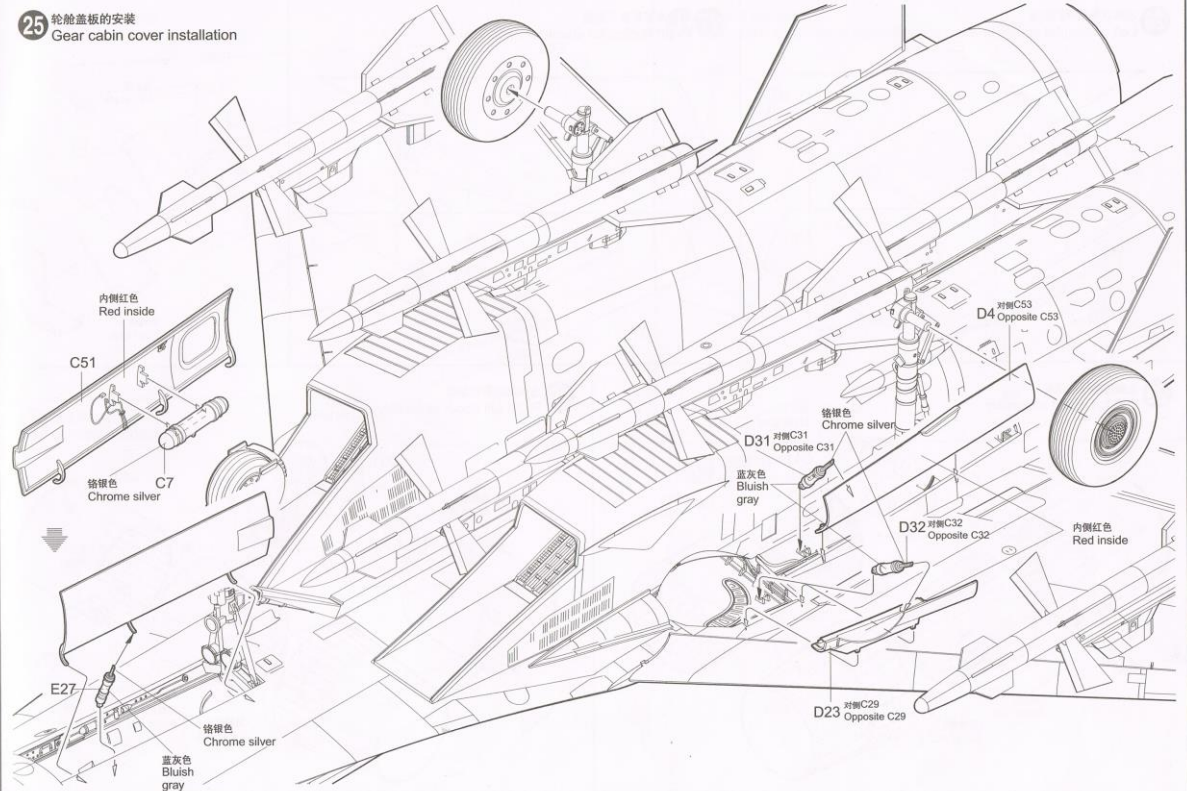 25 轮舱盖板的安装
Gear cabin cover installation
内侧红色
Red inside
C51
铬银色
Chrome silver
C7
E27
铬银色
Chrome silver
蓝灰色
Bluish
gray
D4 对侧C53
Opposite C53
铬银色
Chrome silver
D31 对侧C31
Opposite C31
蓝灰色
Bluish
gray
D32 对侧C32
Opposite C32
内侧红色
Red inside
D23 对侧C29
Opposite C29